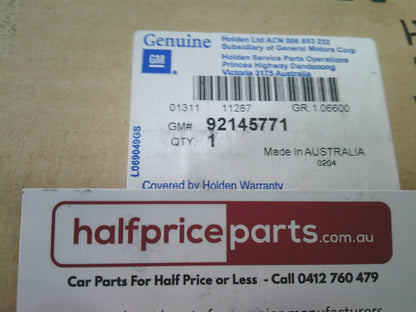 Genuine
GM
Holden Ltd ACN 006 893 232
Subsidiary of General Motors Corp
Holden Service Parts Operations
Princes Highway Dandenong
Victoria 3175 Australia
01311 11287 GR. 1.06600
GM# 92145771
QTY. 1
Made In AUSTRALIA
0204
L069049GS
Covered by Holden Warranty
halfpriceparts.com.au
Car Parts For Half Price or Less - Call 0412 760 479